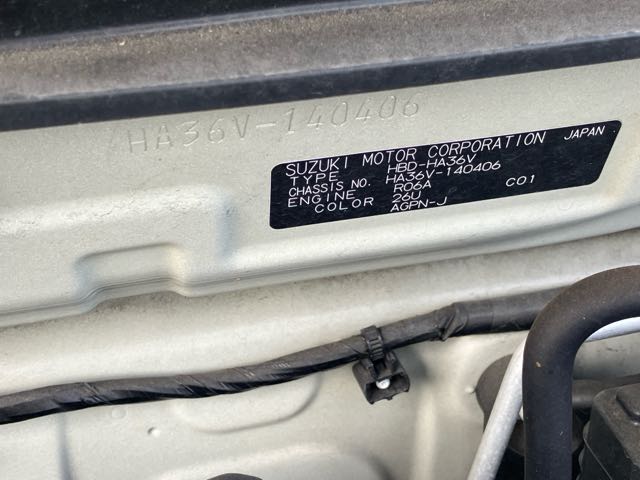 HA36V-140406
SUZUKI MOTOR CORPORATION JAPAN
TYPE HBD-HA36V
CHASSIS NO. HA36V-140406
ENGINE R06A C01
COLOR 26U
AGPN-J